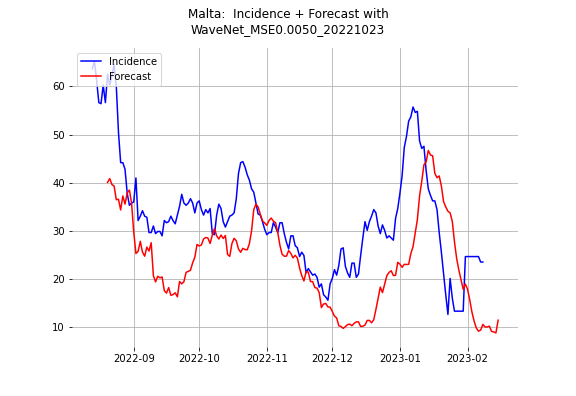 Malta:  Incidence + Forecast with
WaveNet_MSE0.0050_20221023
Incidence
Forecast
60
50
40
30
20
10
2022-09 2022-10 2022-11 2022-12 2023-01 2023-02